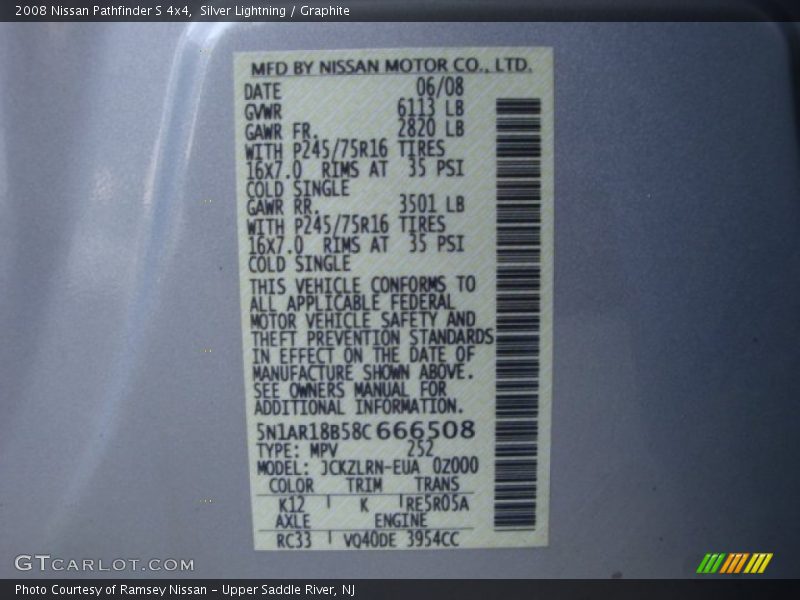 2008 Nissan Pathfinder S 4x4, Silver Lightning / Graphite
MFD BY NISSAN MOTOR CO., LTD.
DATE 06/08
GVWR 6113 LB
GAWR FR. 2820 LB
WITH P245/75R16 TIRES
16X7.0 RIMS AT 35 PSI
COLD SINGLE
GAWR RR. 3501 LB
WITH P245/75R16 TIRES
16X7.0 RIMS AT 35 PSI
COLD SINGLE
THIS VEHICLE CONFORMS TO
ALL APPLICABLE FEDERAL
MOTOR VEHICLE SAFETY AND
THEFT PREVENTION STANDARDS
IN EFFECT ON THE DATE OF
MANUFACTURE SHOWN ABOVE.
SEE OWNERS MANUAL FOR
ADDITIONAL INFORMATION.
5N1AR18B58C666508
TYPE: MPV 252
MODEL: JCKZLRN-EUA 0Z000
COLOR TRIM TRANS
K12 K RE5R05A
AXLE ENGINE
RC33 VQ40DE 3954CC
GTCARLOT.COM
Photo Courtesy of Ramsey Nissan - Upper Saddle River, NJ